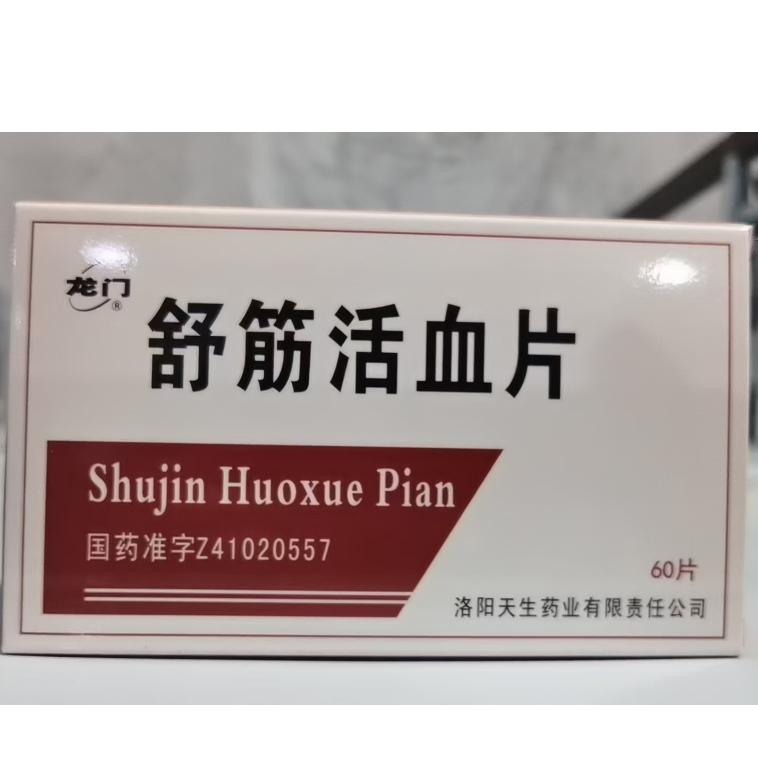 龙门®
舒筋活血片
Shujin Huoxue Pian
国药准字Z41020557
60片
洛阳天生药业有限责任公司